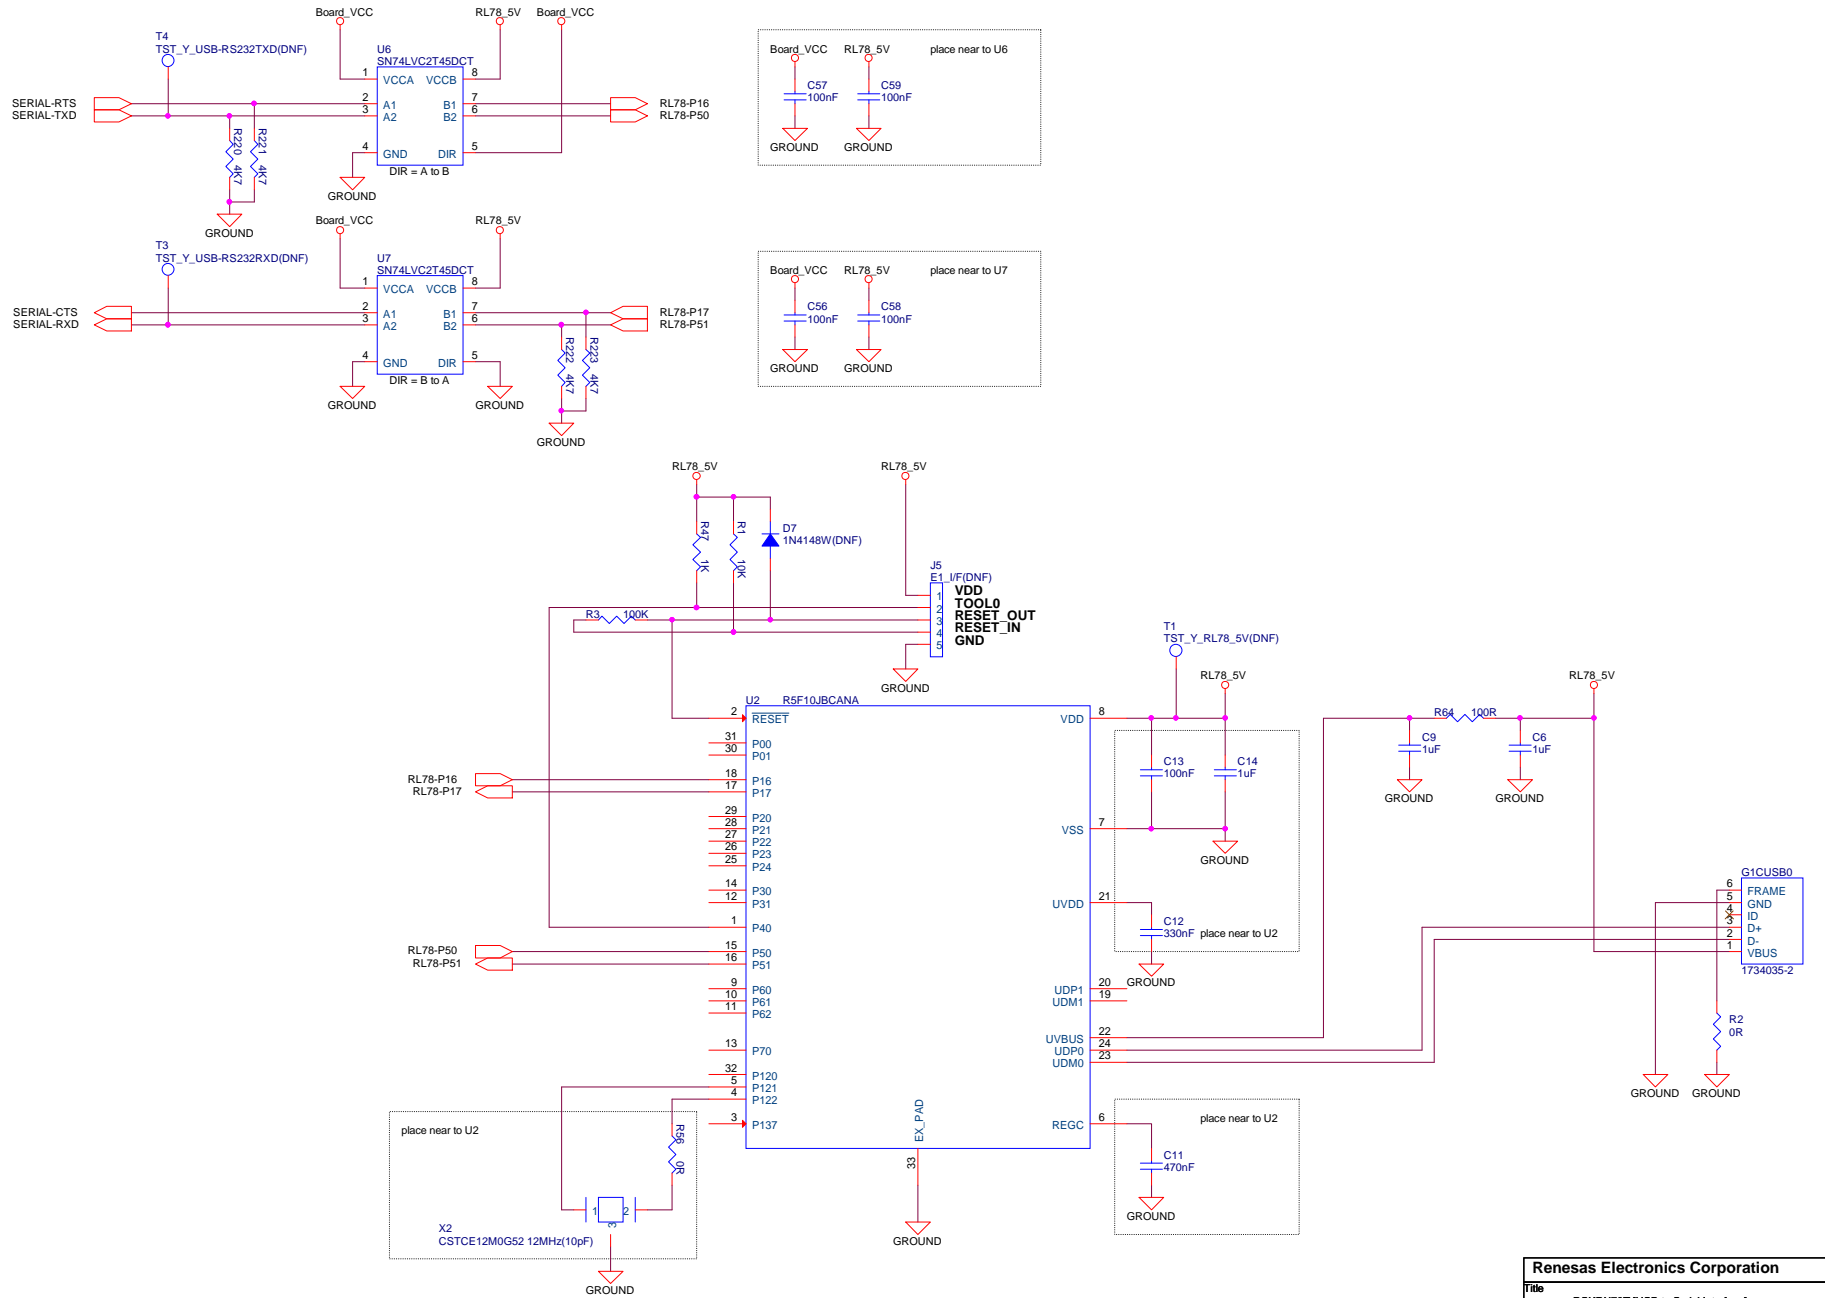 Board_VCC
RL78_5V
Board_VCC
T4
TST_Y_USB-RS232TXD(DNF)
U6
SN74LVC2T45DCT
1 VCCA VCCB 8
SERIAL-RTS
2 A1 B1 7
RL78-P16
SERIAL-TXD
3 A2 B2 6
RL78-P50
R220 4K7
R221 4K7
4 GND DIR 5
DIR = A to B
GROUND
GROUND
Board_VCC
RL78_5V
place near to U6
C57
100nF
C59
100nF
GROUND
GROUND
Board_VCC
RL78_5V
T3
TST_Y_USB-RS232RXD(DNF)
U7
SN74LVC2T45DCT
1 VCCA VCCB 8
SERIAL-CTS
2 A1 B1 7
RL78-P17
SERIAL-RXD
3 A2 B2 6
RL78-P51
R222 4K7
R223 4K7
4 GND DIR 5
DIR = B to A
GROUND
GROUND
GROUND
Board_VCC
RL78_5V
place near to U7
C56
100nF
C58
100nF
GROUND
GROUND
RL78_5V
RL78_5V
R47 1K
R1 10K
D7
1N4148W(DNF)
J5
E1_I/F(DNF)
1 VDD
2 TOOL0
3 RESET_OUT
4 RESET_IN
5 GND
R3 100K
GROUND
T1
TST_Y_RL78_5V(DNF)
RL78_5V
RL78_5V
U2 R5F10JBCANA
2 RESET
31 P00
30 P01
RL78-P16
18 P16
RL78-P17
17 P17
29 P20
28 P21
27 P22
26 P23
25 P24
14 P30
12 P31
1 P40
RL78-P50
15 P50
RL78-P51
16 P51
9 P60
10 P61
11 P62
13 P70
32 P120
5 P121
4 P122
3 P137
EX_PAD
33
GROUND
VDD 8
VSS 7
UVDD 21
UDP1 20
UDM1 19
UVBUS 22
UDP0 24
UDM0 23
REGC 6
C13
100nF
C14
1uF
GROUND
C12
330nF
place near to U2
GROUND
R64 100R
C9
1uF
C6
1uF
GROUND
GROUND
G1CUSB0
6 FRAME
5 GND
4 ID
3 D+
2 D-
1 VBUS
1734035-2
R2
0R
GROUND
GROUND
place near to U2
C11
470nF
GROUND
place near to U2
R56 0R
1 2
3
X2
CSTCE12M0G52 12MHz(10pF)
GROUND
Renesas Electronics Corporation
Title